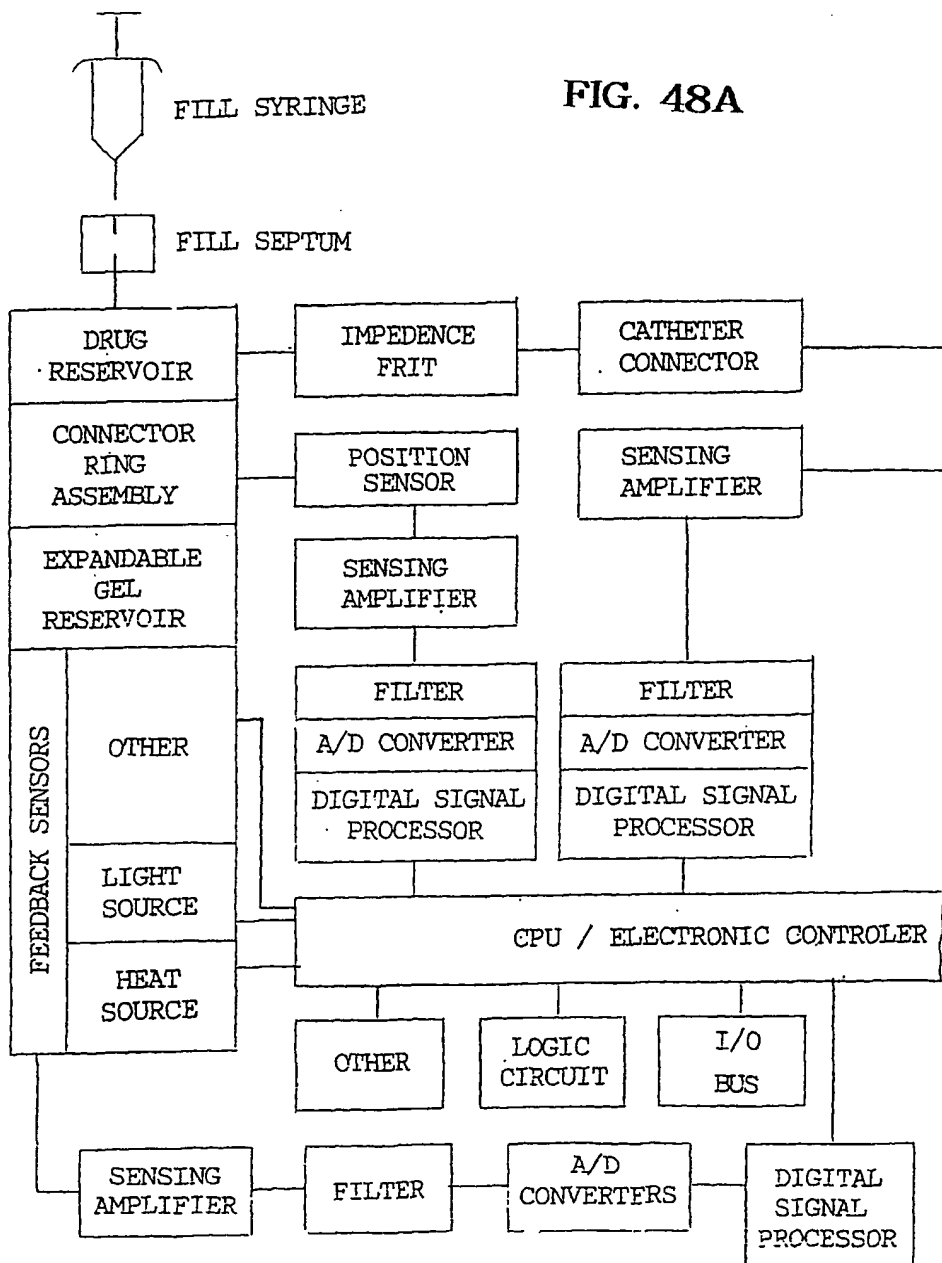 FIG. 48A
FILL SYRINGE
FILL SEPTUM
DRUG
RESERVOIR
IMPEDENCE
FRIT
CATHETER
CONNECTOR
CONNECTOR
RING
ASSEMBLY
POSITION
SENSOR
SENSING
AMPLIFIER
EXPANDABLE
GEL
RESERVOIR
SENSING
AMPLIFIER
FEEDBACK SENSORS
OTHER
LIGHT
SOURCE
HEAT
SOURCE
FILTER
A/D CONVERTER
DIGITAL SIGNAL
PROCESSOR
FILTER
A/D CONVERTER
DIGITAL SIGNAL
PROCESSOR
CPU / ELECTRONIC CONTROLER
OTHER
LOGIC
CIRCUIT
I/O
BUS
SENSING
AMPLIFIER
FILTER
A/D
CONVERTERS
DIGITAL
SIGNAL
PROCESSOR